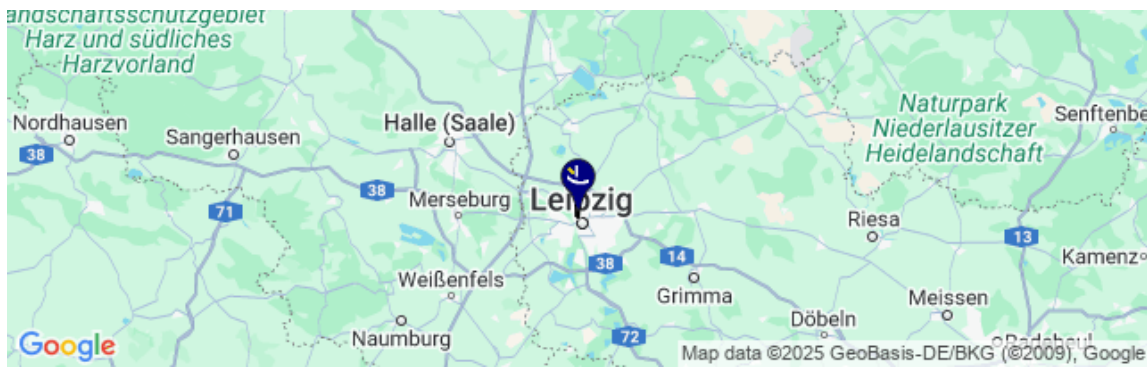 andschaftsschutzgebiet
Harz und südliches
Harzvorland
Nordhausen
38
Sangerhausen
71
Halle (Saale)
38
Merseburg
Leipzig
Weißenfels
Naumburg
38
14
Grimma
72
Naturpark
Niederlausitzer
Heidelandschaft
Senftenbe
Riesa
13
Kamenz
Meissen
Döbeln
Radebeul
Google
Map data ©2025 GeoBasis-DE/BKG (©2009), Google